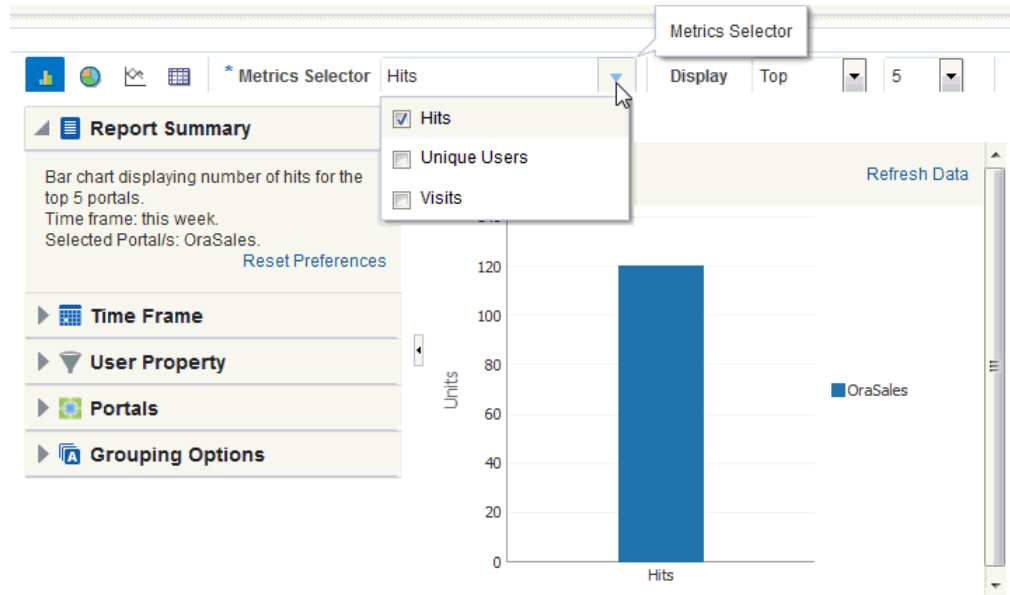 Metrics Selector
* Metrics Selector Hits Display Top 5
Hits
Unique Users
Visits
Report Summary
Bar chart displaying number of hits for the
top 5 portals.
Time frame: this week.
Selected Portal/s: OraSales.
Reset Preferences
Time Frame
User Property
Portals
Grouping Options
Refresh Data
120
100
80
60
40
20
0
Units
Hits
OraSales